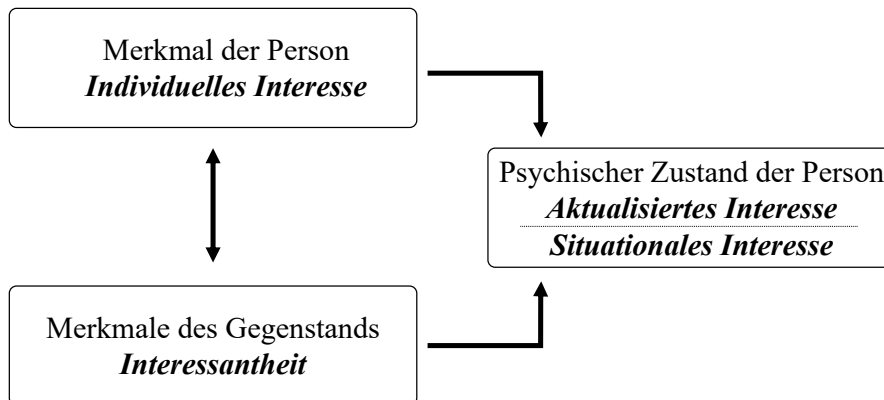 Merkmal der Person
Individuelles Interesse
Psychischer Zustand der Person
Aktualisiertes Interesse
Situationales Interesse
Merkmale des Gegenstands
Interessantheit